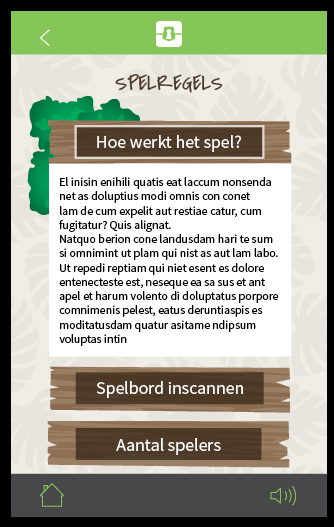 SPELREGELS
Hoe werkt het spel?
El inisin enihili quatis eat laccum nonsenda
net as doluptius modi omnis con conet
lam de cum expelit aut restiae catur, cum
fugitatur? Quis alignat.
Natquo berion cone landusdam hari te sum
si omnimint ut plam qui nist as aut lam labo.
Ut repedi reptiam qui niet esent es dolore
entenecteste est, neseque ea sa sus et ant
apel et harum volento di doluptatus porpore
comnimenis pelest, eatus deruntiaspis es
moditatusdam quatur asitame ndipsum
voluptas intin
Spelbord inscannen
Aantal spelers